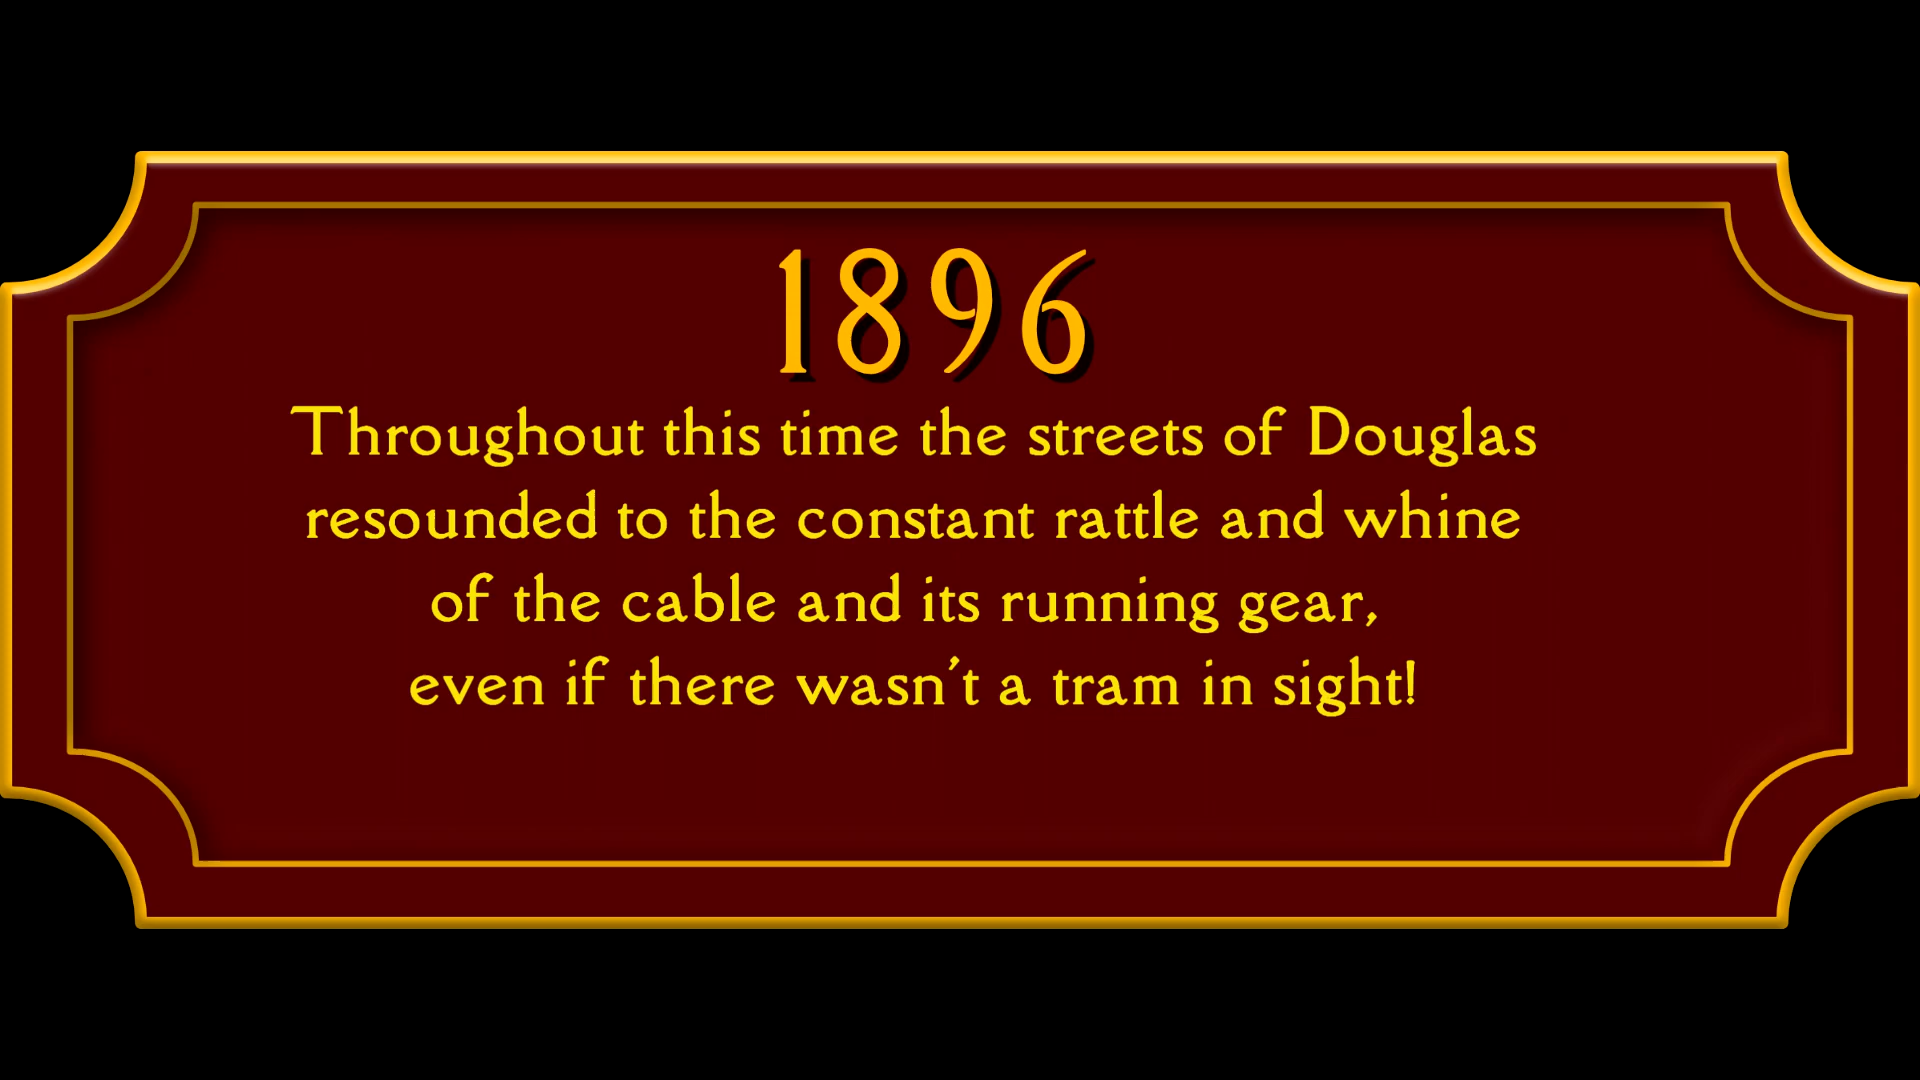 1896
Throughout this time the streets of Douglas
resounded to the constant rattle and whine
of the cable and its running gear,
even if there wasn't a tram in sight!